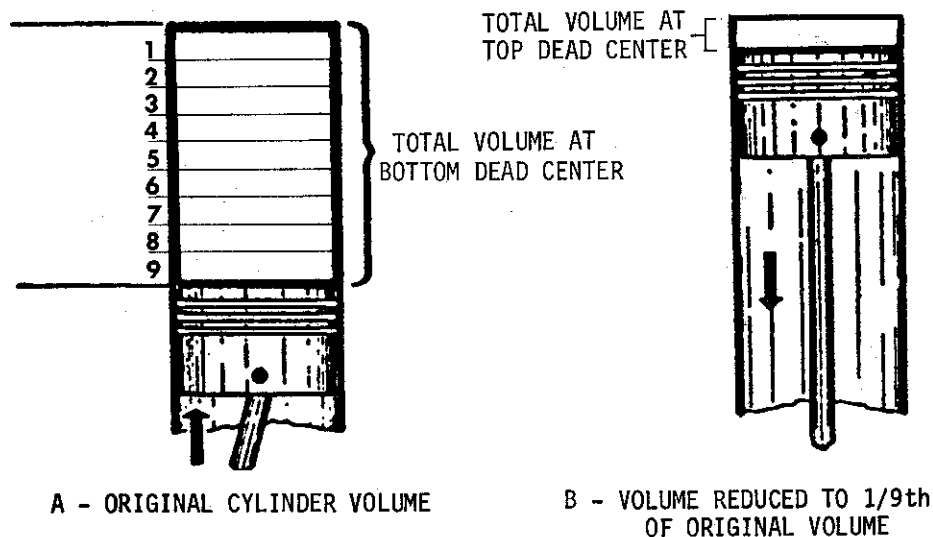 1
2
3
4
5
6
7
8
9
TOTAL VOLUME AT
BOTTOM DEAD CENTER
A - ORIGINAL CYLINDER VOLUME
TOTAL VOLUME AT
TOP DEAD CENTER
B - VOLUME REDUCED TO 1/9th
OF ORIGINAL VOLUME